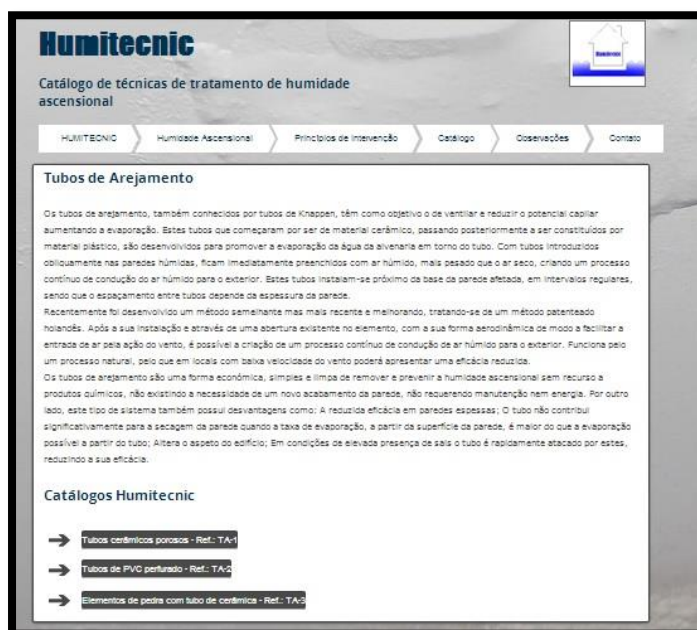 Humitecnic
Humitecnic
Catálogo de técnicas de tratamento de humidade
ascensional
HUMITECNIC
Humidade Ascensional
Princípios de Intervenção
Catálogo
Observações
Contato
Tubos de Arejamento
Os tubos de arejamento, também conhecidos por tubos de Knappen, têm como objetivo o de ventilar e reduzir o potencial capilar
aumentando a evaporação. Estes tubos que começaram por ser de material cerâmico, passando posteriormente a ser constituídos por
material plástico, são desenvolvidos para promover a evaporação da água da alvenaria em torno do tubo. Com tubos introduzidos
obliquamente nas paredes húmidas, ficam imediatamente preenchidos com ar húmido, mais pesado que o ar seco, criando um processo
contínuo de condução do ar húmido para o exterior. Estes tubos instalam-se próximo da base da parede afetada, em intervalos regulares,
sendo que o espaçamento entre tubos depende da espessura da parede.
Recentemente foi desenvolvido um método semelhante mas mais recente e melhorando, tratando-se de um método patenteado
holandês. Após a sua instalação e através de uma abertura existente no elemento, com a sua forma aerodinâmica de modo a facilitar a
entrada de ar pela ação do vento, é possível a criação de um processo contínuo de condução de ar húmido para o exterior. Funciona pelo
um processo natural, pelo que em locais com baixa velocidade do vento poderá apresentar uma eficácia reduzida.
Os tubos de arejamento são uma forma económica, simples e limpa de remover e prevenir a humidade ascensional sem recurso a
produtos químicos, não existindo a necessidade de um novo acabamento da parede, não requerendo manutenção nem energia. Por outro
lado, este tipo de sistema também possui desvantagens como: A reduzida eficácia em paredes espessas; O tubo não contribui
significativamente para a secagem da parede quando a taxa de evaporação, a partir da superfície da parede, é maior do que a evaporação
possível a partir do tubo; Altera o aspeto do edifício; Em condições de elevada presença de sais o tubo é rapidamente atacado por estes,
reduzindo a sua eficácia.
Catálogos Humitecnic
Tubos cerâmicos porosos - Ref.: TA-1
Tubos de PVC perfurado - Ref.: TA-2
Elementos de pedra com tubo de cerâmica - Ref.: TA-3